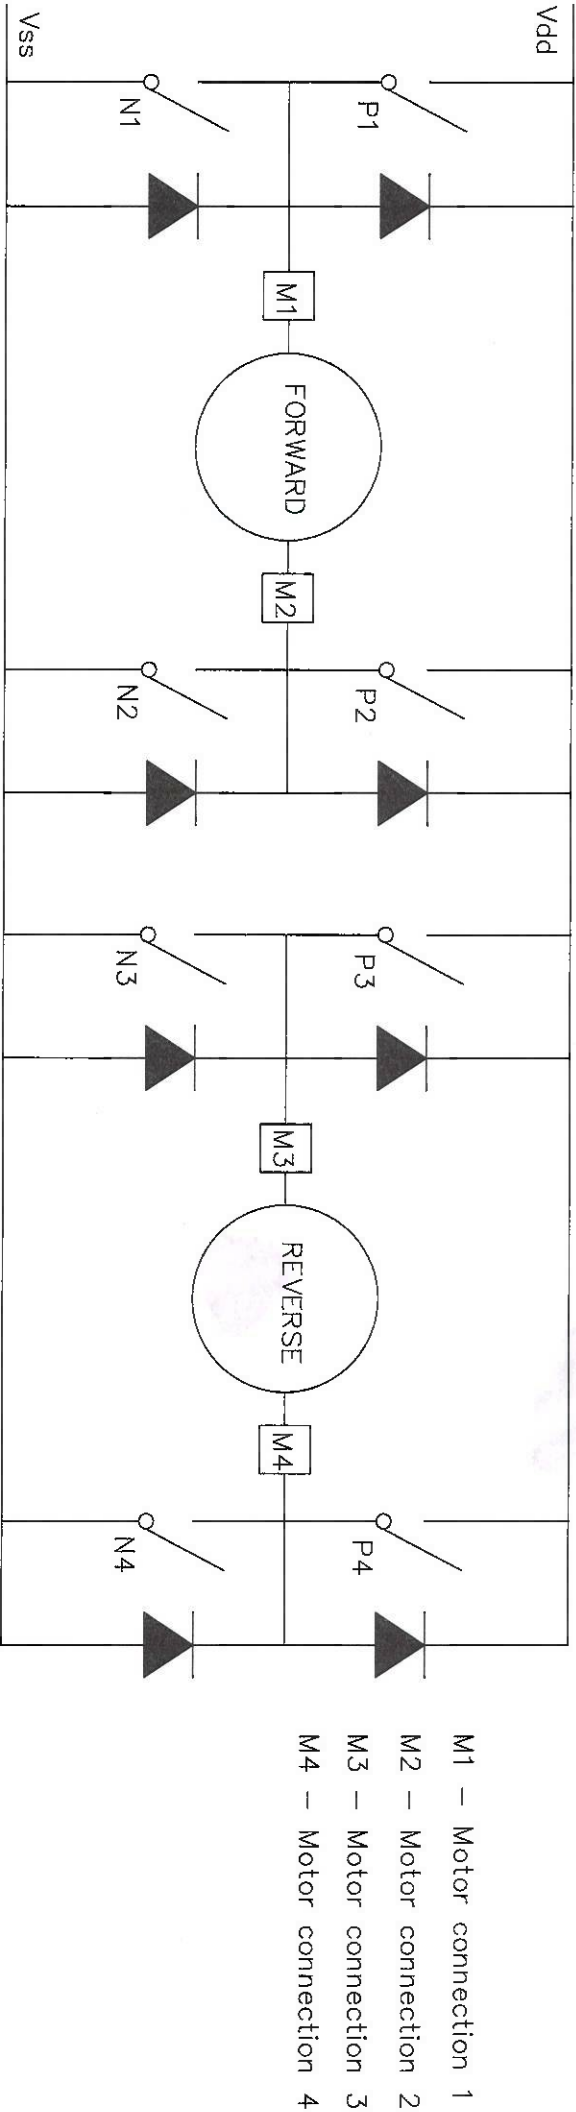 Vdd
P1
P2
P3
P4
M1
FORWARD
M2
M3
REVERSE
M4
N1
N2
N3
N4
Vss
M1 – Motor connection 1
M2 – Motor connection 2
M3 – Motor connection 3
M4 – Motor connection 4